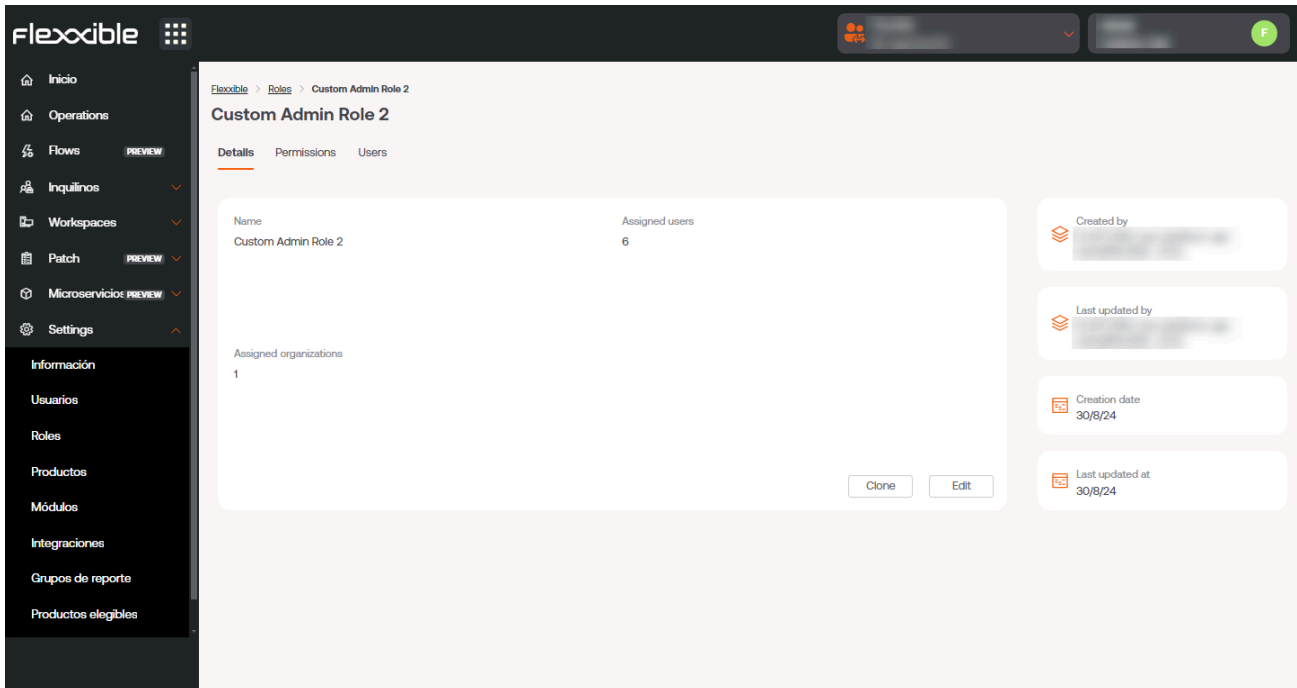 Flexxible
F
Inicio
Operations
Flows PREVIEW
Inquilinos
Workspaces
Patch PREVIEW
Microservicios PREVIEW
Settings
Información
Usuarios
Roles
Productos
Módulos
Integraciones
Grupos de reporte
Productos elegibles
Flexxible > Roles > Custom Admin Role 2
Custom Admin Role 2
Details Permissions Users
Name
Custom Admin Role 2
Assigned users
6
Assigned organizations
1
Clone Edit
Created by
Last updated by
Creation date
30/8/24
Last updated at
30/8/24